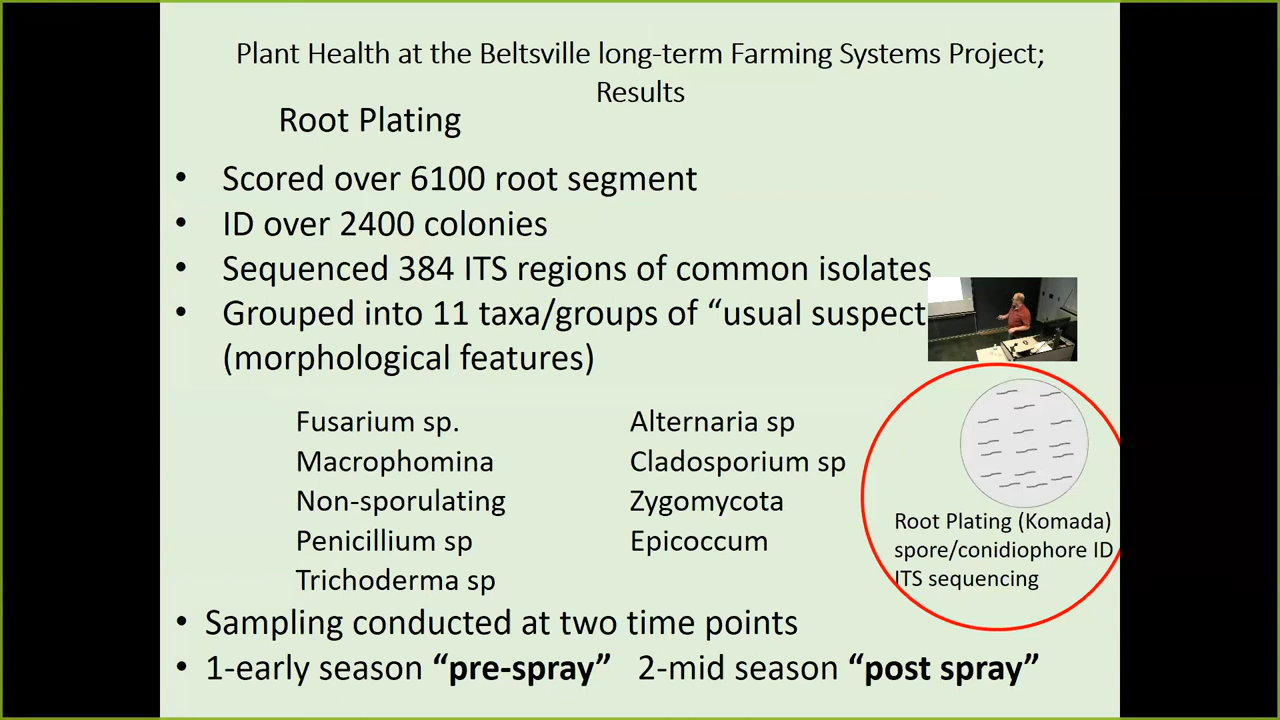 Plant Health at the Beltsville long-term Farming Systems Project;
Results
Root Plating
• Scored over 6100 root segment
• ID over 2400 colonies
• Sequenced 384 ITS regions of common isolates
• Grouped into 11 taxa/groups of “usual suspect
(morphological features)
Fusarium sp.
Macrophomina
Non-sporulating
Penicillium sp
Trichoderma sp
Alternaria sp
Cladosporium sp
Zygomycota
Epicoccum
Root Plating (Komada)
spore/conidiophore ID
ITS sequencing
• Sampling conducted at two time points
• 1-early season “pre-spray” 2-mid season “post spray”